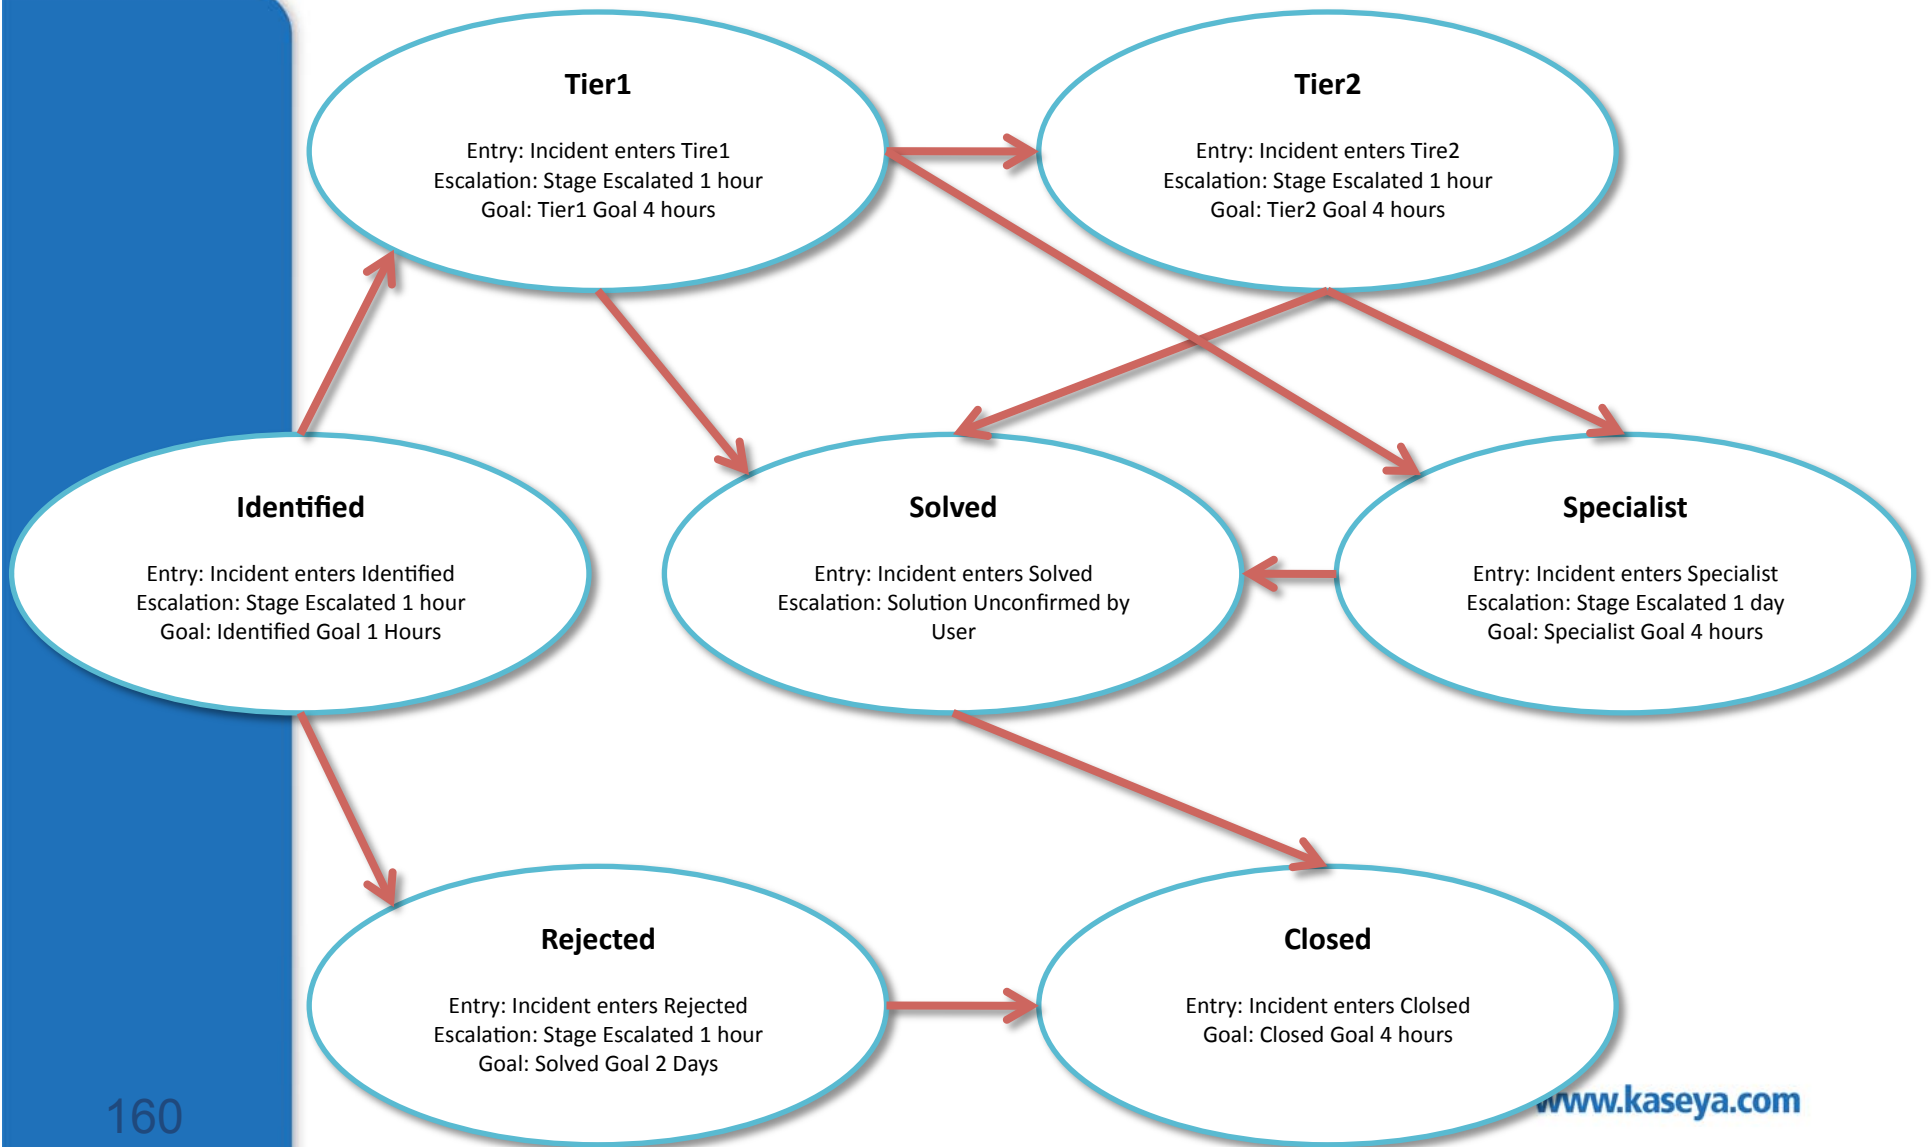 Tier1
Entry: Incident enters Tire1
Escalation: Stage Escalated 1 hour
Goal: Tier1 Goal 4 hours
Tier2
Entry: Incident enters Tire2
Escalation: Stage Escalated 1 hour
Goal: Tier2 Goal 4 hours
Identified
Entry: Incident enters Identified
Escalation: Stage Escalated 1 hour
Goal: Identified Goal 1 Hours
Solved
Entry: Incident enters Solved
Escalation: Solution Unconfirmed by
User
Specialist
Entry: Incident enters Specialist
Escalation: Stage Escalated 1 day
Goal: Specialist Goal 4 hours
Rejected
Entry: Incident enters Rejected
Escalation: Stage Escalated 1 hour
Goal: Solved Goal 2 Days
Closed
Entry: Incident enters Clolsed
Goal: Closed Goal 4 hours
160
www.kaseya.com